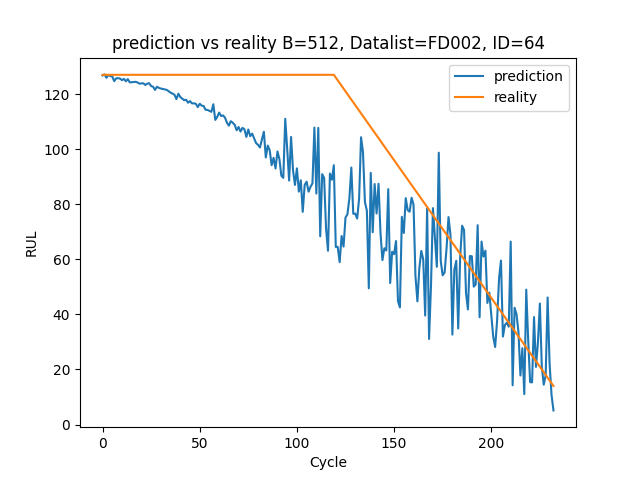 prediction vs reality B=512, Datalist=FD002, ID=64
prediction
reality
120
100
80
60
40
20
0
RUL
0 50 100 150 200
Cycle